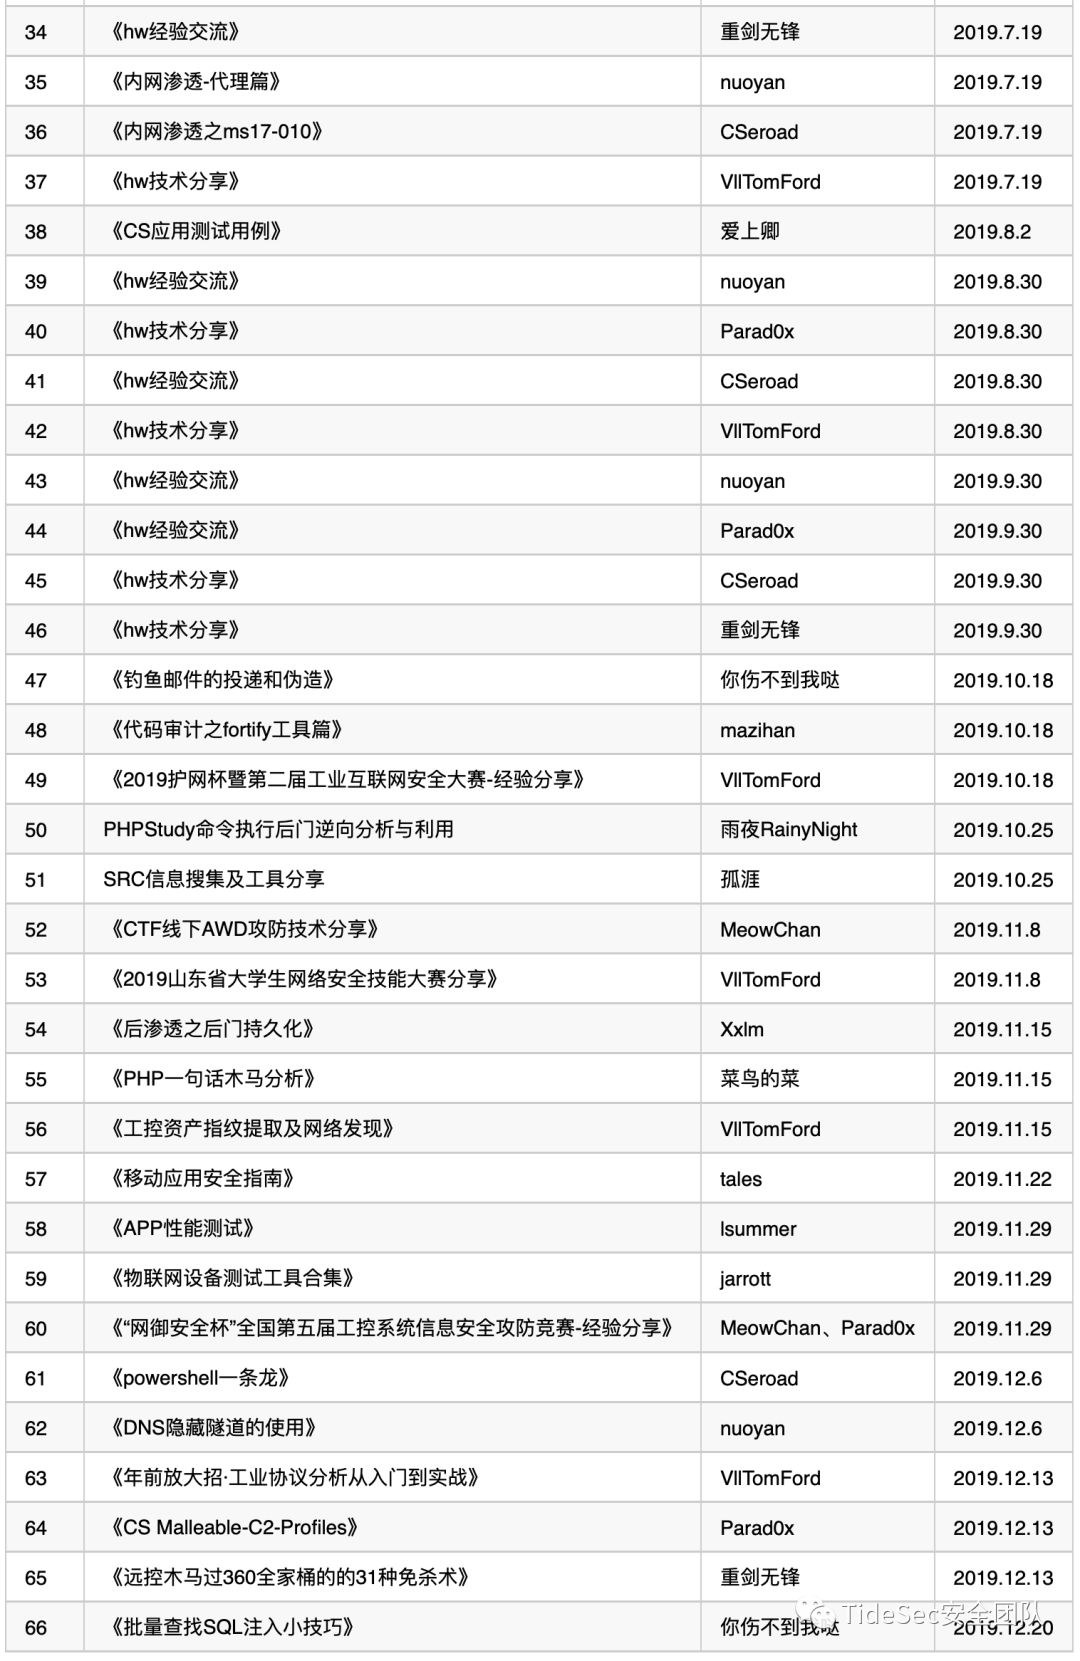 34 《hw经验交流》 重剑无锋 2019.7.19
35 《内网渗透-代理篇》 nuoyan 2019.7.19
36 《内网渗透之ms17-010》 CSeroad 2019.7.19
37 《hw技术分享》 VllTomFord 2019.7.19
38 《CS应用测试用例》 爱上卿 2019.8.2
39 《hw经验交流》 nuoyan 2019.8.30
40 《hw技术分享》 Parad0x 2019.8.30
41 《hw经验交流》 CSeroad 2019.8.30
42 《hw技术分享》 VllTomFord 2019.8.30
43 《hw经验交流》 nuoyan 2019.9.30
44 《hw经验交流》 Parad0x 2019.9.30
45 《hw技术分享》 CSeroad 2019.9.30
46 《hw技术分享》 重剑无锋 2019.9.30
47 《钓鱼邮件的投递和伪造》 你伤不到我哒 2019.10.18
48 《代码审计之fortify工具篇》 mazihan 2019.10.18
49 《2019护网杯暨第二届工业互联网安全大赛-经验分享》 VllTomFord 2019.10.18
50 PHPStudy命令执行后门逆向分析与利用 雨夜RainyNight 2019.10.25
51 SRC信息搜集及工具分享 孤涯 2019.10.25
52 《CTF线下AWD攻防技术分享》 MeowChan 2019.11.8
53 《2019山东省大学生网络安全技能大赛分享》 VllTomFord 2019.11.8
54 《后渗透之后门持久化》 Xxlm 2019.11.15
55 《PHP一句话木马分析》 菜鸟的菜 2019.11.15
56 《工控资产指纹提取及网络发现》 VllTomFord 2019.11.15
57 《移动应用安全指南》 tales 2019.11.22
58 《APP性能测试》 lsummer 2019.11.29
59 《物联网设备测试工具合集》 jarrott 2019.11.29
60 《“网御安全杯”全国第五届工控系统信息安全攻防竞赛-经验分享》 MeowChan、Parad0x 2019.11.29
61 《powershell一条龙》 CSeroad 2019.12.6
62 《DNS隐藏隧道的使用》 nuoyan 2019.12.6
63 《年前放大招·工业协议分析从入门到实战》 VllTomFord 2019.12.13
64 《CS Malleable-C2-Profiles》 Parad0x 2019.12.13
65 《远控木马过360全家桶的的31种免杀术》 重剑无锋 2019.12.13
66 《批量查找SQL注入小技巧》 你伤不到我哒 2019.12.20
TideSec安全团队